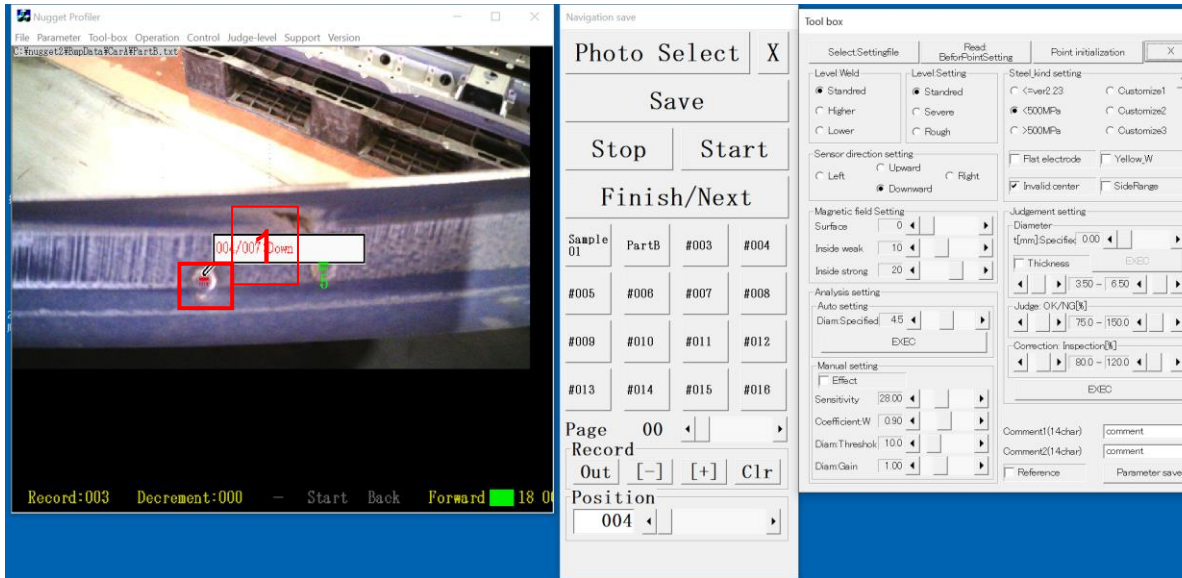 Nugget Profiler
File Parameter Tool-box Operation Control Judge-level Support Version
C:¥nugget2¥BmpData¥CarA¥PartB.txt
004/007 Down
1
Record:003 Decrement:000 — Start Back Forward 18
Navigation save
Photo Select X
Save
Stop Start
Finish/Next
Sample 01 PartB #003 #004
#005 #006 #007 #008
#009 #010 #011 #012
#013 #014 #015 #016
Page 00
Record
Out [-] [+] Clr
Position
004
Tool box
Select:Settingfile
Read:
BeforPointSetting
Point initialization
X
Level Weld
Standred
Higher
Lower
Level:Setting
Standred
Severe
Rough
Steel_kind setting
<=ver2.23 Customize1
<500MPa Customize2
>500MPa Customize3
Sensor direction setting
Upward
Left Right
Downward
Flat electrode Yellow_W
Invalid:center SideRange
Magnetic field Setting
Surface 0
Inside weak 10
Inside strong 20
Analysis setting
Auto setting
Diam:Specified 4.5
EXEC
Manual setting
Effect
Sensitivity 28.00
Coefficient:W 0.90
Diam:Threshok 10.0
Diam:Gain 1.00
Judgement setting
Diameter
t[mm]:Specified 0.00
Thickness EXEC
3.50 – 6.50
Judge: OK/NG[%]
75.0 – 150.0
Correction: Inspection[%]
80.0 – 120.0
EXEC
Comment1(14char) comment
Comment2(14char) comment
Reference Parameter save